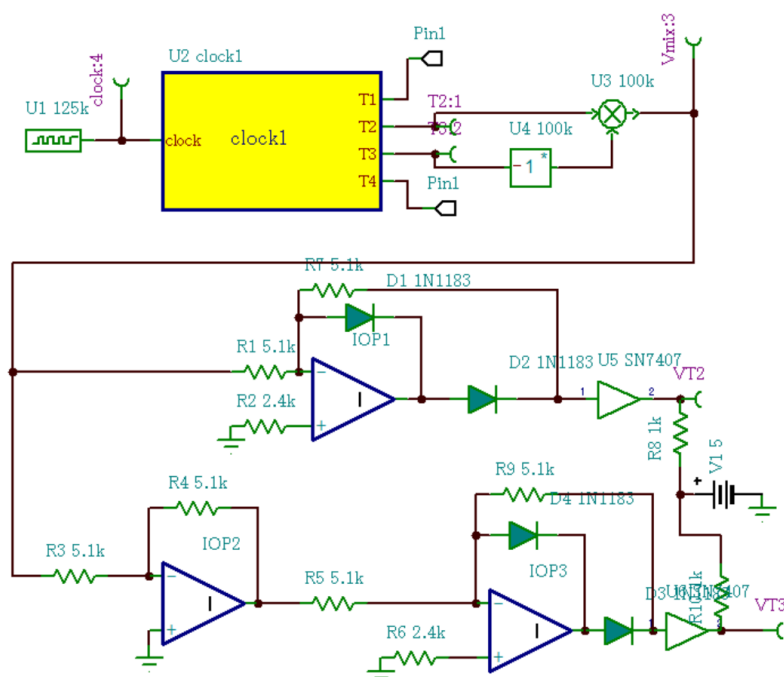 Pin1
U2 clock1
clock:4
Vmix:3
U1 125k
T1
T2:1
U3 100k
T2
U4 100k
clock
clock1
T3
-1 *
T4
Pin1
R7 5.1k
D1 1N1183
IOP1
R1 5.1k
D2 1N1183
U5 SN7407
VT2
−
I
1
2
R2 2.4k
+
R8 1k
V1 5
+
R4 5.1k
R9 5.1k
D4 1N1183
IOP2
IOP3
R3 5.1k
R5 5.1k
−
I
−
I
1
VT3
R6 2.4k
+
+